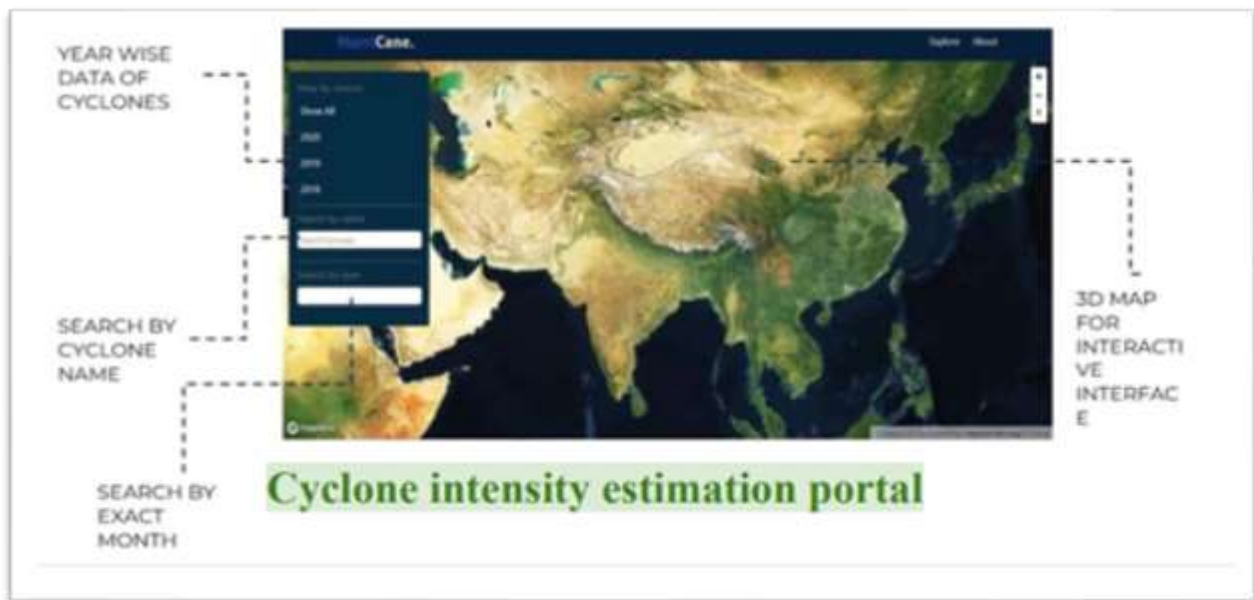 YEAR WISE
DATA OF
CYCLONES
Cane.
Explore About
Show All
2020
2019
2018
SEARCH BY
CYCLONE
NAME
3D MAP
FOR
INTERACTI
VE
INTERFAC
E
SEARCH BY
EXACT
MONTH
Cyclone intensity estimation portal